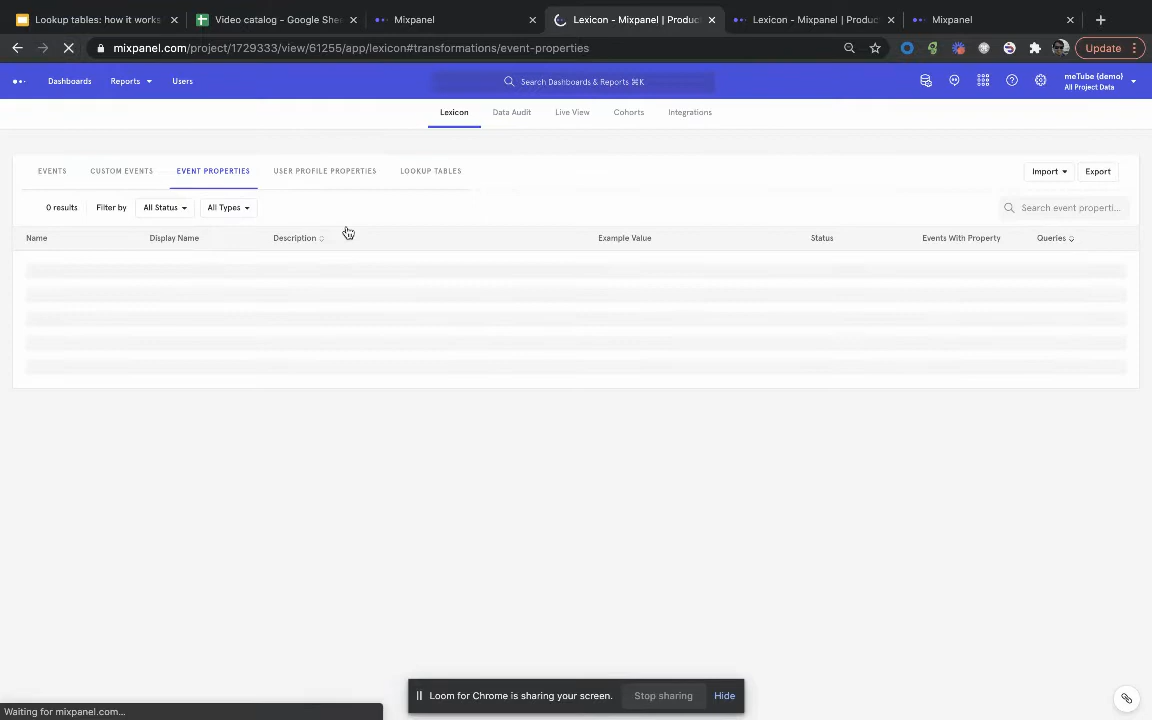 Lookup tables: how it works
Video catalog - Google She
Mixpanel
Lexicon - Mixpanel | Produc
Lexicon - Mixpanel | Produc
Mixpanel
mixpanel.com/project/1729333/view/61255/app/lexicon#transformations/event-properties
Update
Dashboards
Reports
Users
Search Dashboards & Reports ⌘K
meTube (demo)
All Project Data
Lexicon
Data Audit
Live View
Cohorts
Integrations
EVENTS
CUSTOM EVENTS
EVENT PROPERTIES
USER PROFILE PROPERTIES
LOOKUP TABLES
Import
Export
0 results
Filter by
All Status
All Types
Search event properti...
Name
Display Name
Description
Example Value
Status
Events With Property
Queries
Loom for Chrome is sharing your screen.
Stop sharing
Hide
Waiting for mixpanel.com...